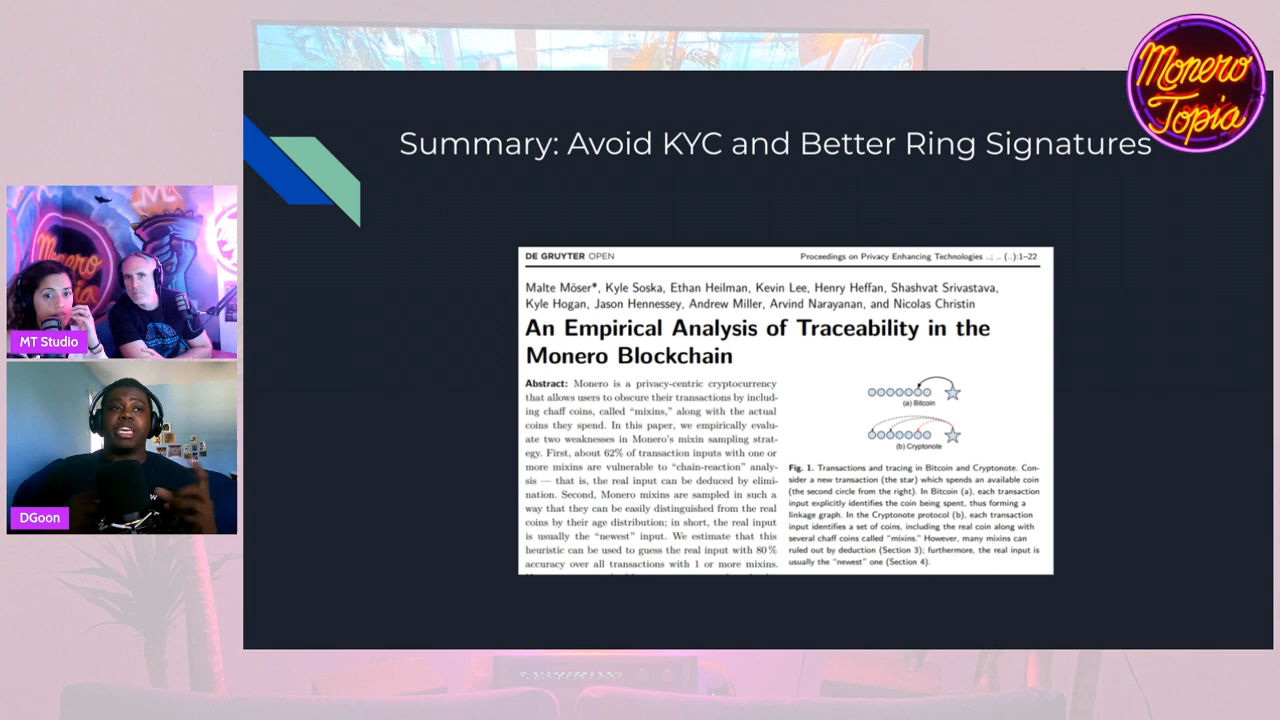 Monero
Topia
Summary: Avoid KYC and Better Ring Signatures
DE GRUYTER OPEN
Proceedings on Privacy Enhancing Technologies ..; .. (..):1–22
Malte Möser*, Kyle Soska, Ethan Heilman, Kevin Lee, Henry Heffan, Shashvat Srivastava,
Kyle Hogan, Jason Hennessey, Andrew Miller, Arvind Narayanan, and Nicolas Christin
An Empirical Analysis of Traceability in the
Monero Blockchain
Abstract: Monero is a privacy-centric cryptocurrency
that allows users to obscure their transactions by includ-
ing chaff coins, called “mixins,” along with the actual
coins they spend. In this paper, we empirically evalu-
ate two weaknesses in Monero’s mixin sampling strat-
egy. First, about 62% of transaction inputs with one or
more mixins are vulnerable to “chain-reaction” analy-
sis — that is, the real input can be deduced by elimi-
nation. Second, Monero mixins are sampled in such a
way that they can be easily distinguished from the real
coins by their age distribution; in short, the real input
is usually the “newest” input. We estimate that this
heuristic can be used to guess the real input with 80%
accuracy over all transactions with 1 or more mixins.
(a) Bitcoin
(b) Cryptonote
Fig. 1. Transactions and tracing in Bitcoin and Cryptonote. Con-
sider a new transaction (the star) which spends an available coin
(the second circle from the right). In Bitcoin (a), each transaction
input explicitly identifies the coin being spent, thus forming a
linkage graph. In the Cryptonote protocol (b), each transaction
input identifies a set of coins, including the real coin along with
several chaff coins called “mixins.” However, many mixins can
ruled out by deduction (Section 3); furthermore, the real input is
usually the “newest” one (Section 4).
Monero
MT Studio
DGoon